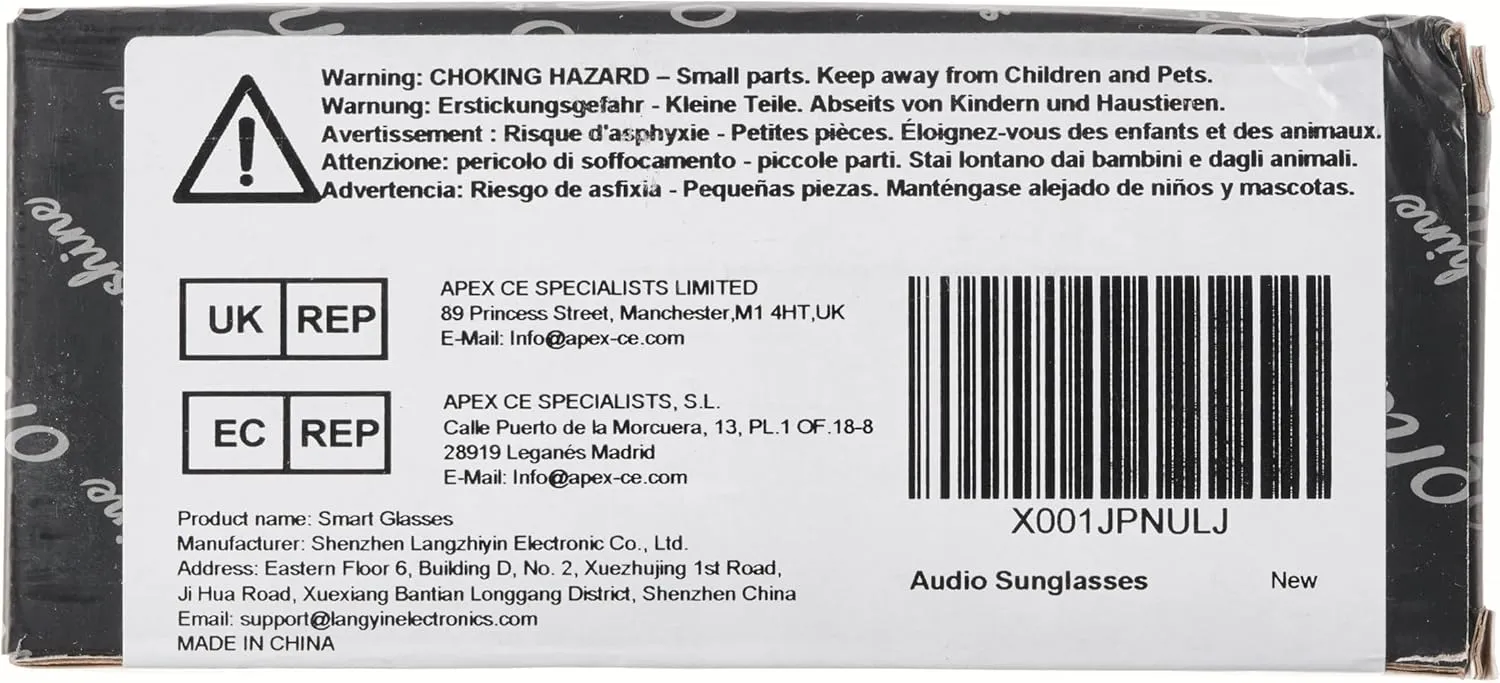 Warning: CHOKING HAZARD – Small parts. Keep away from Children and Pets.
Warnung: Erstickungsgefahr - Kleine Teile. Abseits von Kindern und Haustieren.
Avertissement : Risque d'asphyxie - Petites pièces. Éloignez-vous des enfants et des animaux.
Attenzione: pericolo di soffocamento - piccole parti. Stai lontano dai bambini e dagli animali.
Advertencia: Riesgo de asfixia - Pequeñas piezas. Manténgase alejado de niños y mascotas.
UK REP
APEX CE SPECIALISTS LIMITED
89 Princess Street, Manchester,M1 4HT,UK
E-Mail: Info@apex-ce.com
EC REP
APEX CE SPECIALISTS, S.L.
Calle Puerto de la Morcuera, 13, PL.1 OF.18-8
28919 Leganés Madrid
E-Mail: Info@apex-ce.com
X001JPNULJ
Audio Sunglasses New
Product name: Smart Glasses
Manufacturer: Shenzhen Langzhiyin Electronic Co., Ltd.
Address: Eastern Floor 6, Building D, No. 2, Xuezhujing 1st Road,
Ji Hua Road, Xuexiang Bantian Longgang District, Shenzhen China
Email: support@langyinelectronics.com
MADE IN CHINA